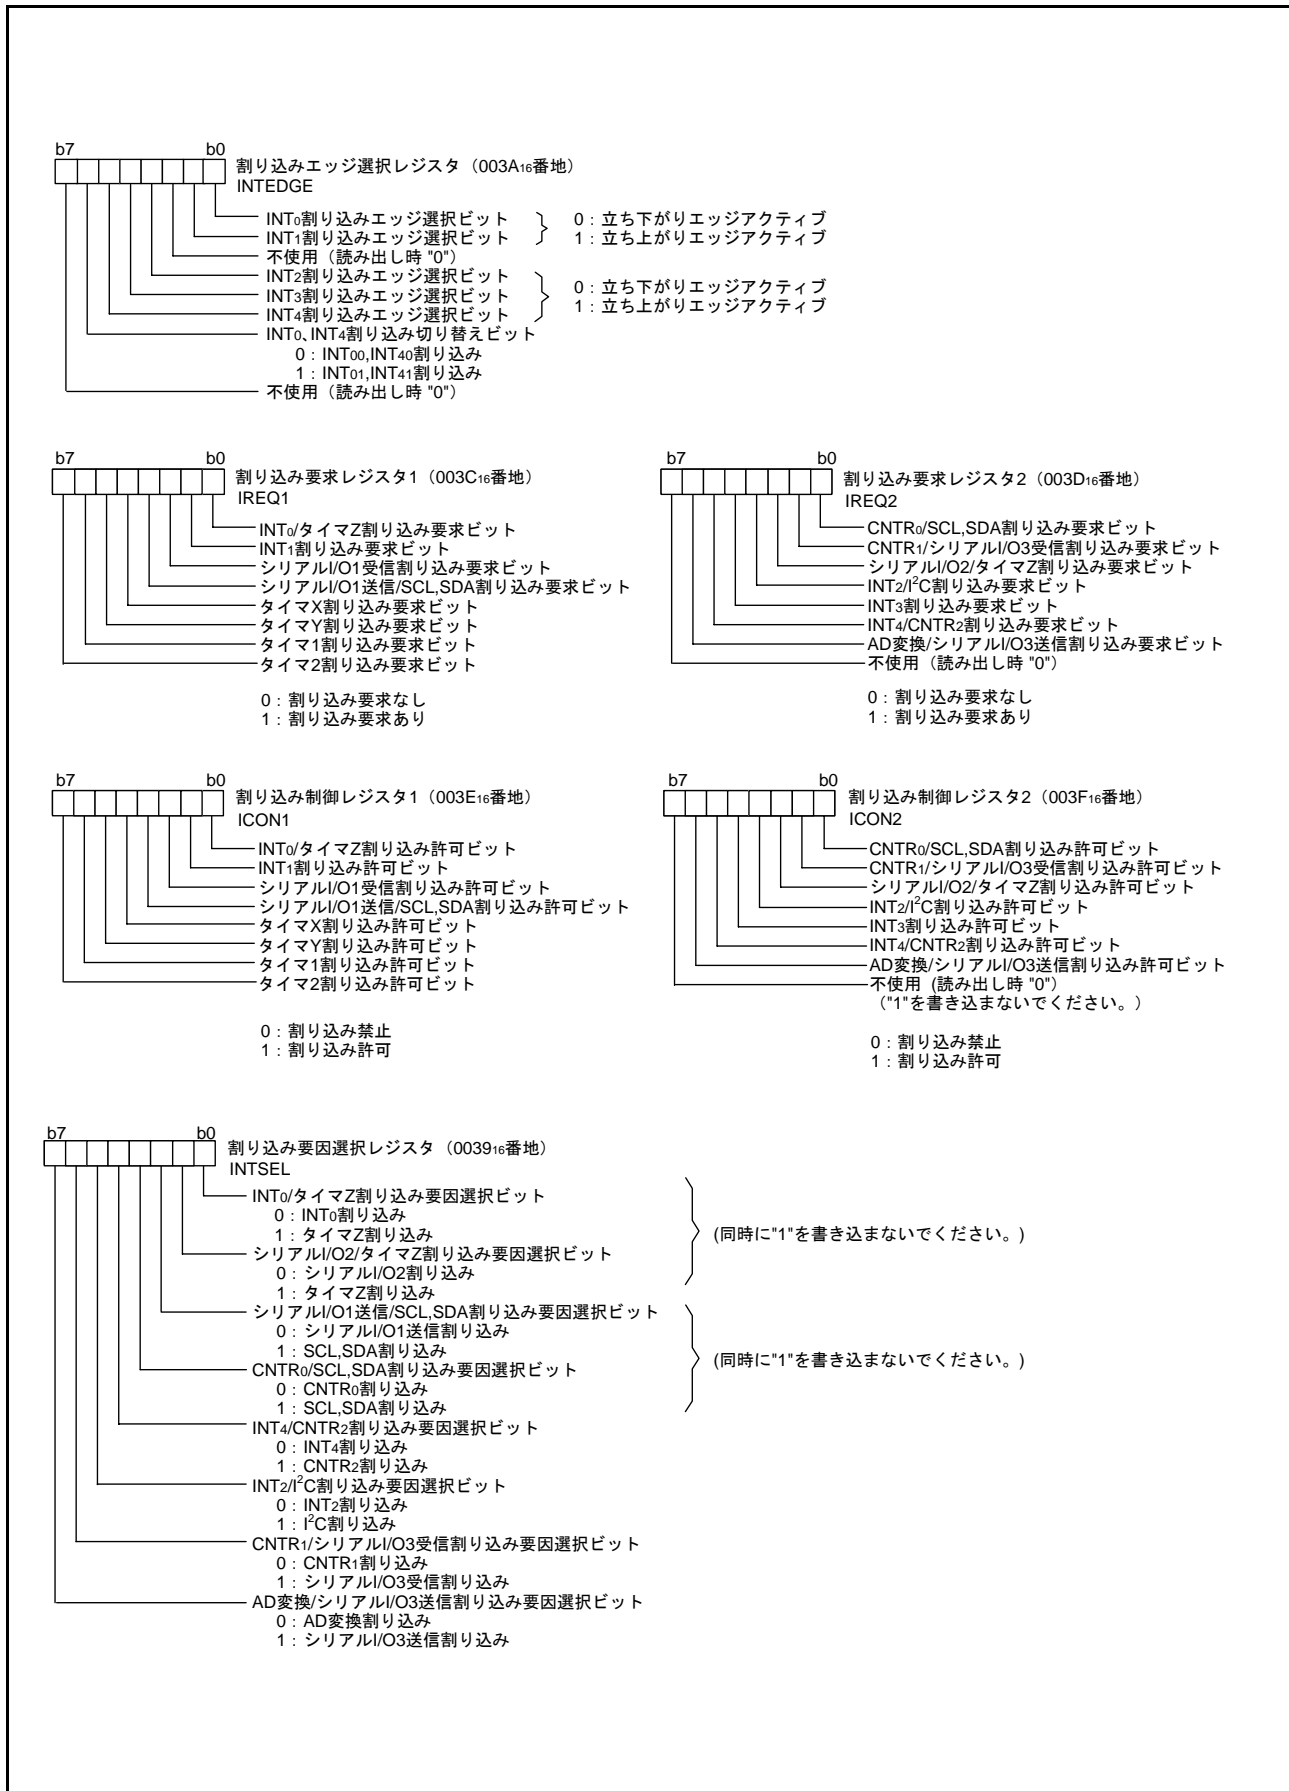 b7 b0
割り込みエッジ選択レジスタ（003A16番地）
INTEDGE
INT0割り込みエッジ選択ビット
INT1割り込みエッジ選択ビット
0：立ち下がりエッジアクティブ
1：立ち上がりエッジアクティブ
不使用（読み出し時 "0"）
INT2割り込みエッジ選択ビット
INT3割り込みエッジ選択ビット
INT4割り込みエッジ選択ビット
0：立ち下がりエッジアクティブ
1：立ち上がりエッジアクティブ
INT0、INT4割り込み切り替えビット
0：INT00,INT40割り込み
1：INT01,INT41割り込み
不使用（読み出し時 "0"）
b7 b0
割り込み要求レジスタ1（003C16番地）
IREQ1
INT0/タイマZ割り込み要求ビット
INT1割り込み要求ビット
シリアルI/O1受信割り込み要求ビット
シリアルI/O1送信/SCL,SDA割り込み要求ビット
タイマX割り込み要求ビット
タイマY割り込み要求ビット
タイマ1割り込み要求ビット
タイマ2割り込み要求ビット
0：割り込み要求なし
1：割り込み要求あり
b7 b0
割り込み要求レジスタ2（003D16番地）
IREQ2
CNTR0/SCL,SDA割り込み要求ビット
CNTR1/シリアルI/O3受信割り込み要求ビット
シリアルI/O2/タイマZ割り込み要求ビット
INT2/I2C割り込み要求ビット
INT3割り込み要求ビット
INT4/CNTR2割り込み要求ビット
AD変換/シリアルI/O3送信割り込み要求ビット
不使用（読み出し時 "0"）
0：割り込み要求なし
1：割り込み要求あり
b7 b0
割り込み制御レジスタ1（003E16番地）
ICON1
INT0/タイマZ割り込み許可ビット
INT1割り込み許可ビット
シリアルI/O1受信割り込み許可ビット
シリアルI/O1送信/SCL,SDA割り込み許可ビット
タイマX割り込み許可ビット
タイマY割り込み許可ビット
タイマ1割り込み許可ビット
タイマ2割り込み許可ビット
0：割り込み禁止
1：割り込み許可
b7 b0
割り込み制御レジスタ2（003F16番地）
ICON2
CNTR0/SCL,SDA割り込み許可ビット
CNTR1/シリアルI/O3受信割り込み許可ビット
シリアルI/O2/タイマZ割り込み許可ビット
INT2/I2C割り込み許可ビット
INT3割り込み許可ビット
INT4/CNTR2割り込み許可ビット
AD変換/シリアルI/O3送信割り込み許可ビット
不使用（読み出し時 "0"）
（"1"を書き込まないでください。）
0：割り込み禁止
1：割り込み許可
b7 b0
割り込み要因選択レジスタ（003916番地）
INTSEL
INT0/タイマZ割り込み要因選択ビット
0：INT0割り込み
1：タイマZ割り込み
(同時に"1"を書き込まないでください。)
シリアルI/O2/タイマZ割り込み要因選択ビット
0：シリアルI/O2割り込み
1：タイマZ割り込み
シリアルI/O1送信/SCL,SDA割り込み要因選択ビット
0：シリアルI/O1送信割り込み
1：SCL,SDA割り込み
(同時に"1"を書き込まないでください。)
CNTR0/SCL,SDA割り込み要因選択ビット
0：CNTR0割り込み
1：SCL,SDA割り込み
INT4/CNTR2割り込み要因選択ビット
0：INT4割り込み
1：CNTR2割り込み
INT2/I2C割り込み要因選択ビット
0：INT2割り込み
1：I2C割り込み
CNTR1/シリアルI/O3受信割り込み要因選択ビット
0：CNTR1割り込み
1：シリアルI/O3受信割り込み
AD変換/シリアルI/O3送信割り込み要因選択ビット
0：AD変換割り込み
1：シリアルI/O3送信割り込み